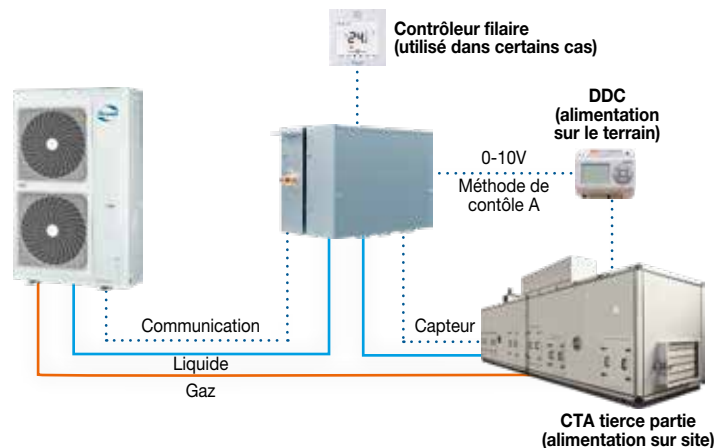 Contrôleur filaire
(utilisé dans certains cas)
24
DDC
(alimentation
sur le terrain)
0-10V
Méthode de
contôle A
Communication
Capteur
Liquide
Gaz
CTA tierce partie
(alimentation sur site)